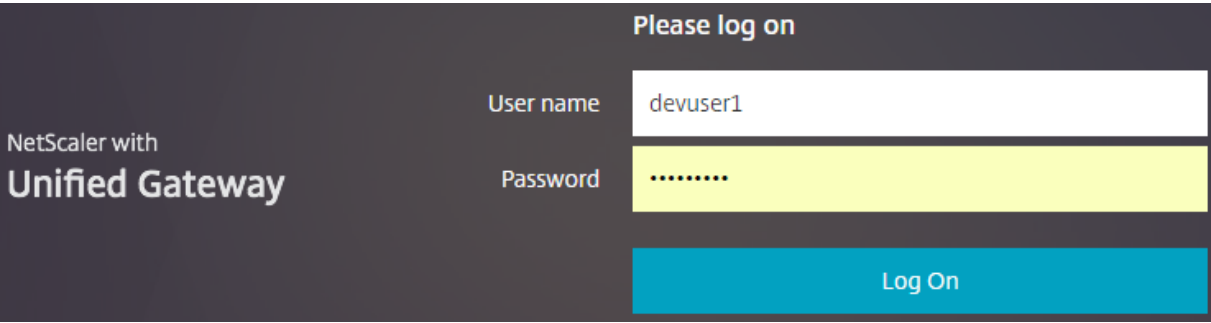 Please log on
User name
devuser1
NetScaler with
Unified Gateway
Password
•••••••••
Log On